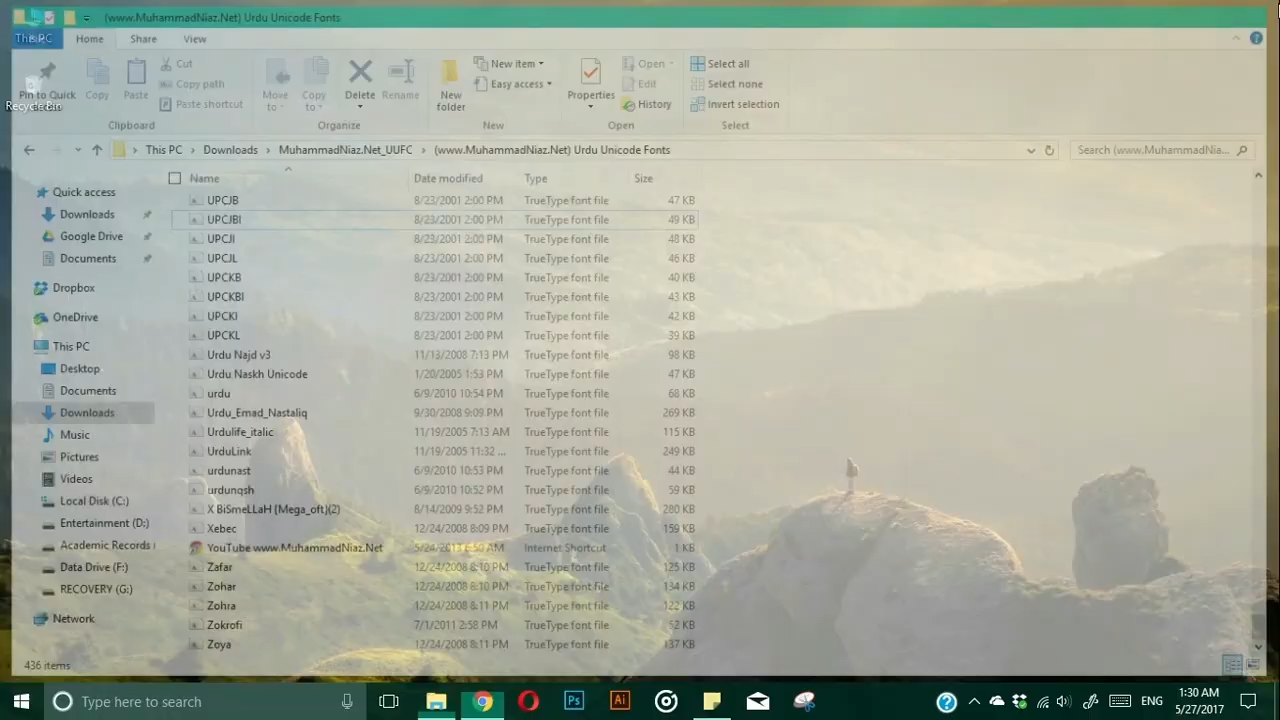 (www.MuhammadNiaz.Net) Urdu Unicode Fonts
This PC Home Share View
Pin to Quick Copy Paste Cut Copy path Paste shortcut Move to Copy to Delete Rename New folder New item Easy access Properties Open Edit History Select all Select none Invert selection
Recycle Bin
Clipboard Organize New Open Select
This PC Downloads MuhammadNiaz.Net_UUFC (www.MuhammadNiaz.Net) Urdu Unicode Fonts Search (www.MuhammadNia...
Name Date modified Type Size
Quick access
Downloads
Google Drive
Documents
Dropbox
OneDrive
This PC
Desktop
Documents
Downloads
Music
Pictures
Videos
Local Disk (C:)
Entertainment (D:)
Academic Records
Data Drive (F:)
RECOVERY (G:)
Network
UPCJB 8/23/2001 2:00 PM TrueType font file 47 KB
UPCJBI 8/23/2001 2:00 PM TrueType font file 49 KB
UPCJI 8/23/2001 2:00 PM TrueType font file 48 KB
UPCJL 8/23/2001 2:00 PM TrueType font file 46 KB
UPCKB 8/23/2001 2:00 PM TrueType font file 40 KB
UPCKBI 8/23/2001 2:00 PM TrueType font file 43 KB
UPCKI 8/23/2001 2:00 PM TrueType font file 42 KB
UPCKL 8/23/2001 2:00 PM TrueType font file 39 KB
Urdu Najd v3 11/13/2008 7:13 PM TrueType font file 98 KB
Urdu Naskh Unicode 1/20/2005 1:53 PM TrueType font file 47 KB
urdu 6/9/2010 10:54 PM TrueType font file 68 KB
Urdu_Emad_Nastaliq 9/30/2008 9:09 PM TrueType font file 269 KB
Urdulife_italic 11/19/2005 7:13 AM TrueType font file 115 KB
UrduLink 11/19/2005 11:32 ... TrueType font file 249 KB
urdunast 6/9/2010 10:53 PM TrueType font file 44 KB
urdunqsh 6/9/2010 10:52 PM TrueType font file 59 KB
X BiSmeLLaH (Mega_oft)(2) 8/14/2009 9:52 PM TrueType font file 280 KB
Xebec 12/24/2008 8:09 PM TrueType font file 159 KB
YouTube www.MuhammadNiaz.Net Internet Shortcut 1 KB
Zafar 12/24/2008 8:10 PM TrueType font file 125 KB
Zohar 12/24/2008 8:10 PM TrueType font file 134 KB
Zohra 12/24/2008 8:11 PM TrueType font file 122 KB
Zokrofi 7/1/2011 2:58 PM TrueType font file 52 KB
Zoya 12/24/2008 8:11 PM TrueType font file 137 KB
436 items
Type here to search Ps Ai ENG 1:30 AM
5/27/2017